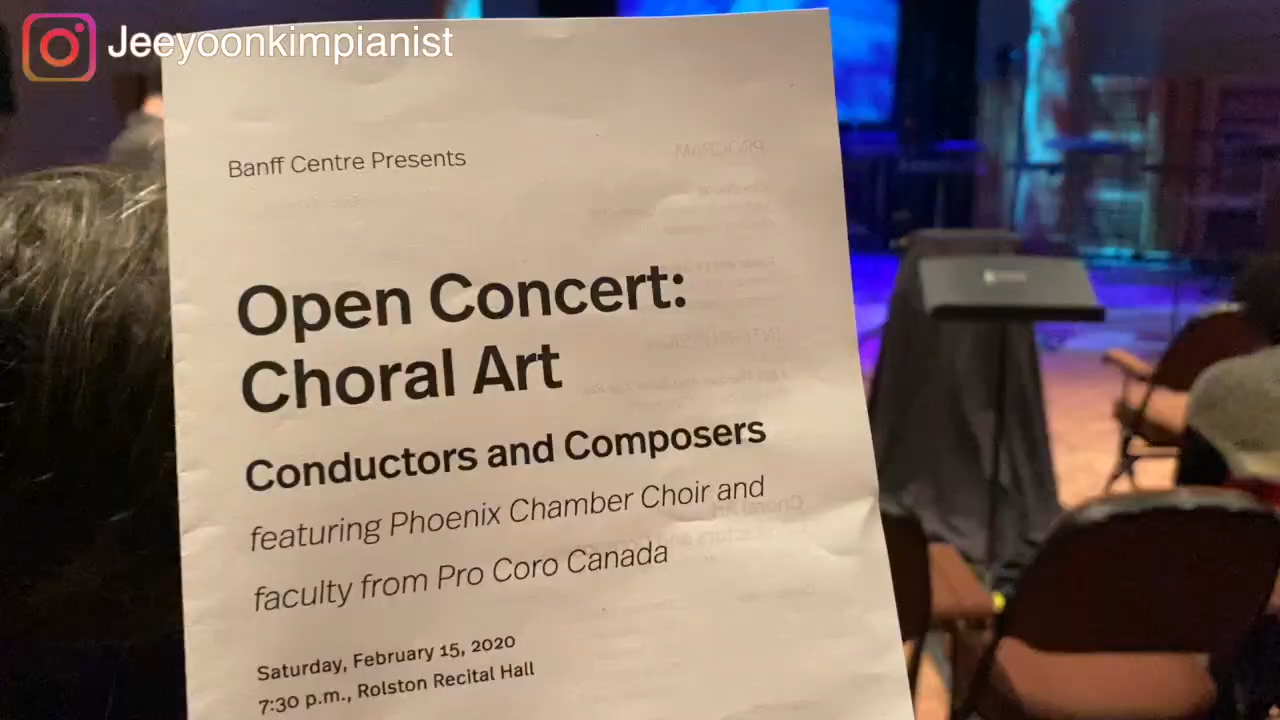 Jeeyoonkimpianist
Banff Centre Presents
Open Concert:
Choral Art
Conductors and Composers
featuring Phoenix Chamber Choir and
faculty from Pro Coro Canada
Saturday, February 15, 2020
7:30 p.m., Rolston Recital Hall